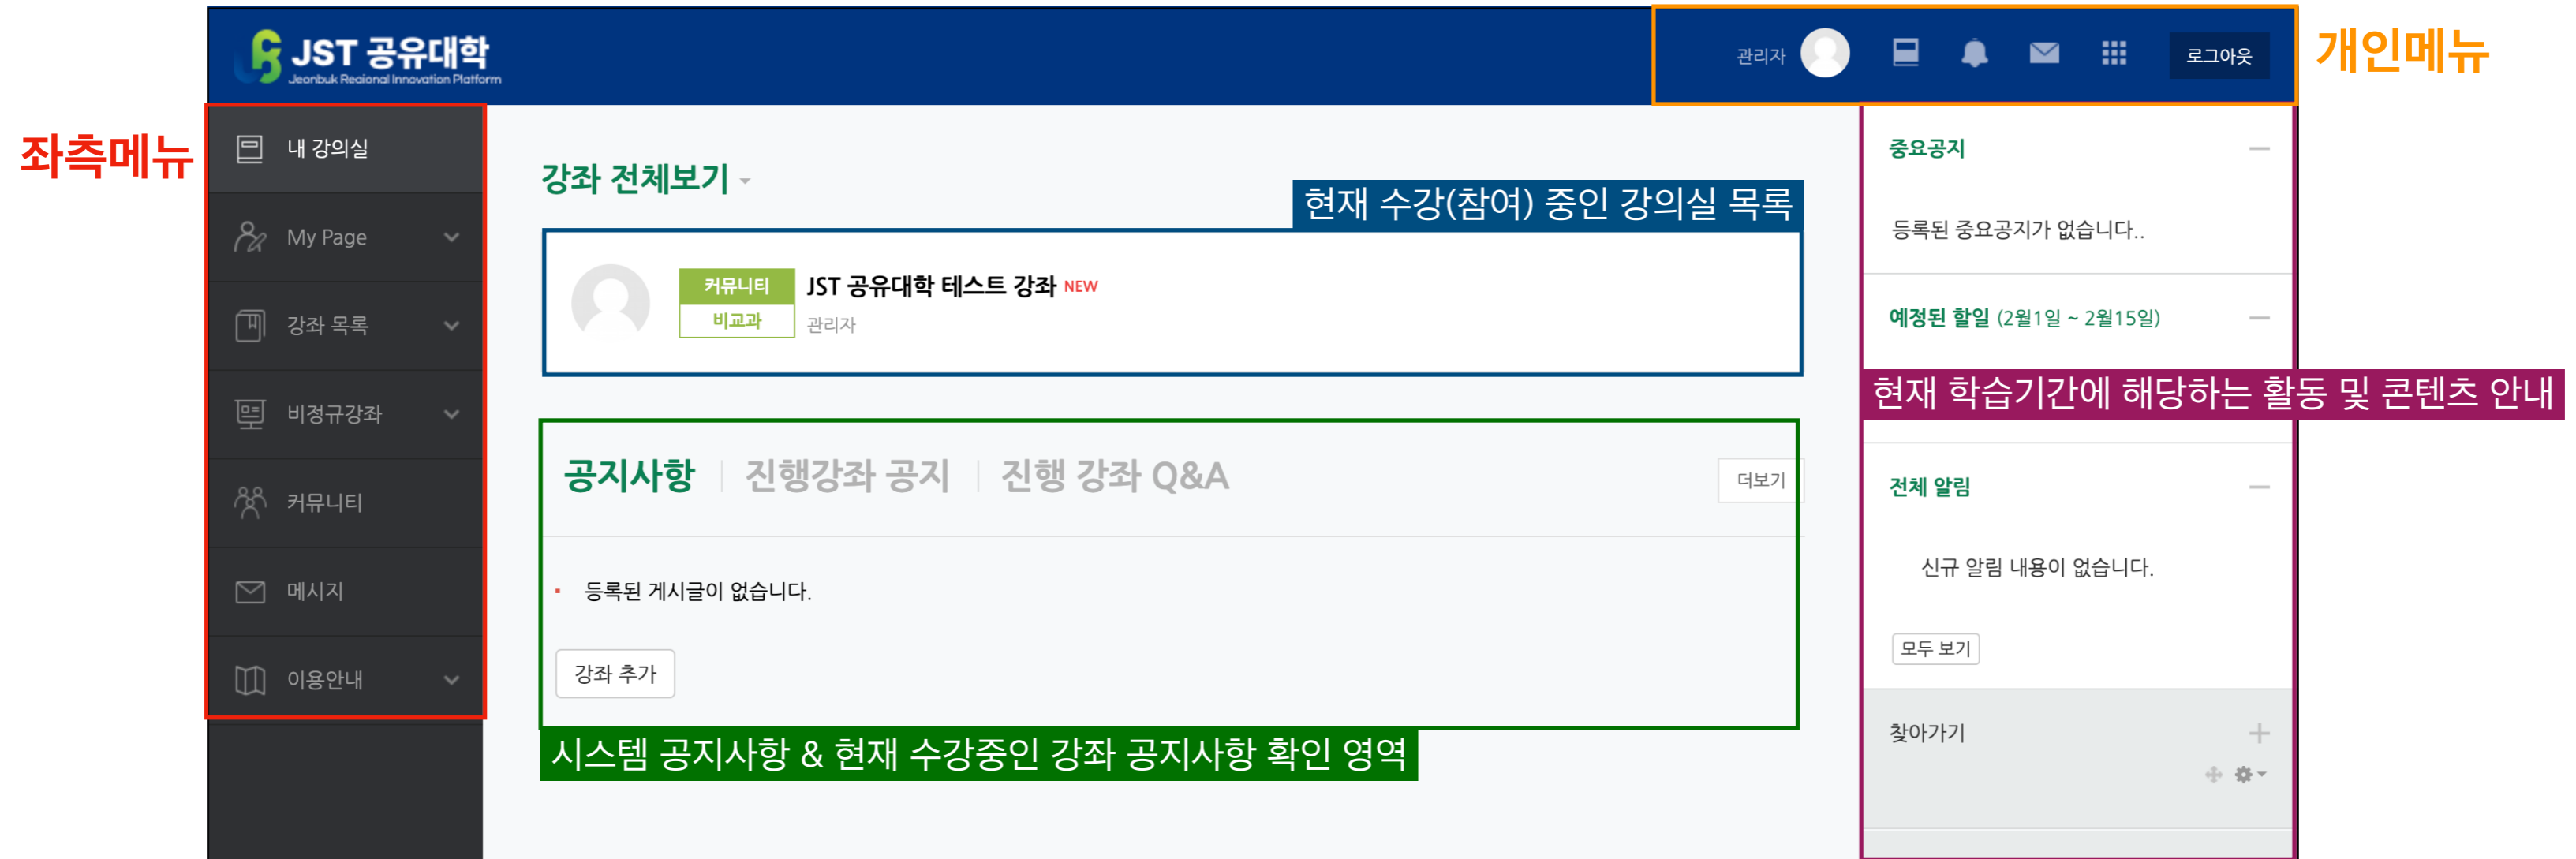 JST 공유대학
Jeonbuk Regional Innovation Platform
관리자
로그아웃
개인메뉴
좌측메뉴
내 강의실
My Page
강좌 목록
비정규강좌
커뮤니티
메시지
이용안내
강좌 전체보기
현재 수강(참여) 중인 강의실 목록
커뮤니티
비교과
JST 공유대학 테스트 강좌 NEW
관리자
공지사항
진행강좌 공지
진행 강좌 Q&A
더보기
등록된 게시글이 없습니다.
강좌 추가
시스템 공지사항 & 현재 수강중인 강좌 공지사항 확인 영역
중요공지
등록된 중요공지가 없습니다..
예정된 할일 (2월1일 ~ 2월15일)
현재 학습기간에 해당하는 활동 및 콘텐츠 안내
전체 알림
신규 알림 내용이 없습니다.
모두 보기
찾아가기